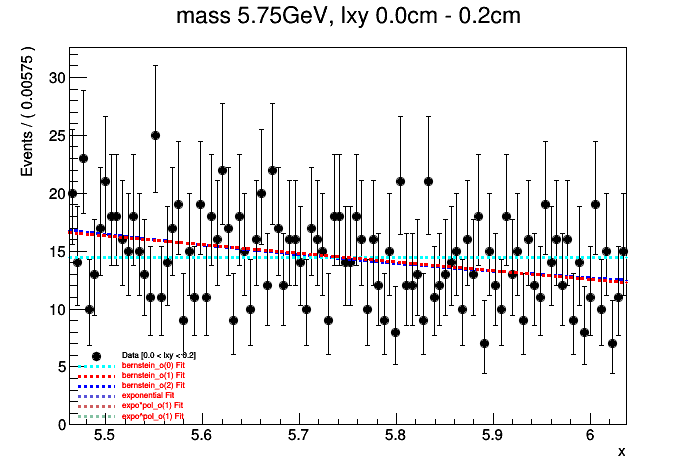 mass 5.75GeV, lxy 0.0cm - 0.2cm
Events / ( 0.00575 )
30
25
20
15
10
5
0
Data [0.0 < lxy < 0.2]
bernstein_o(0) Fit
bernstein_o(1) Fit
bernstein_o(2) Fit
exponential Fit
expo*pol_o(1) Fit
expo*pol_o(1) Fit
5.5 5.6 5.7 5.8 5.9 6
x